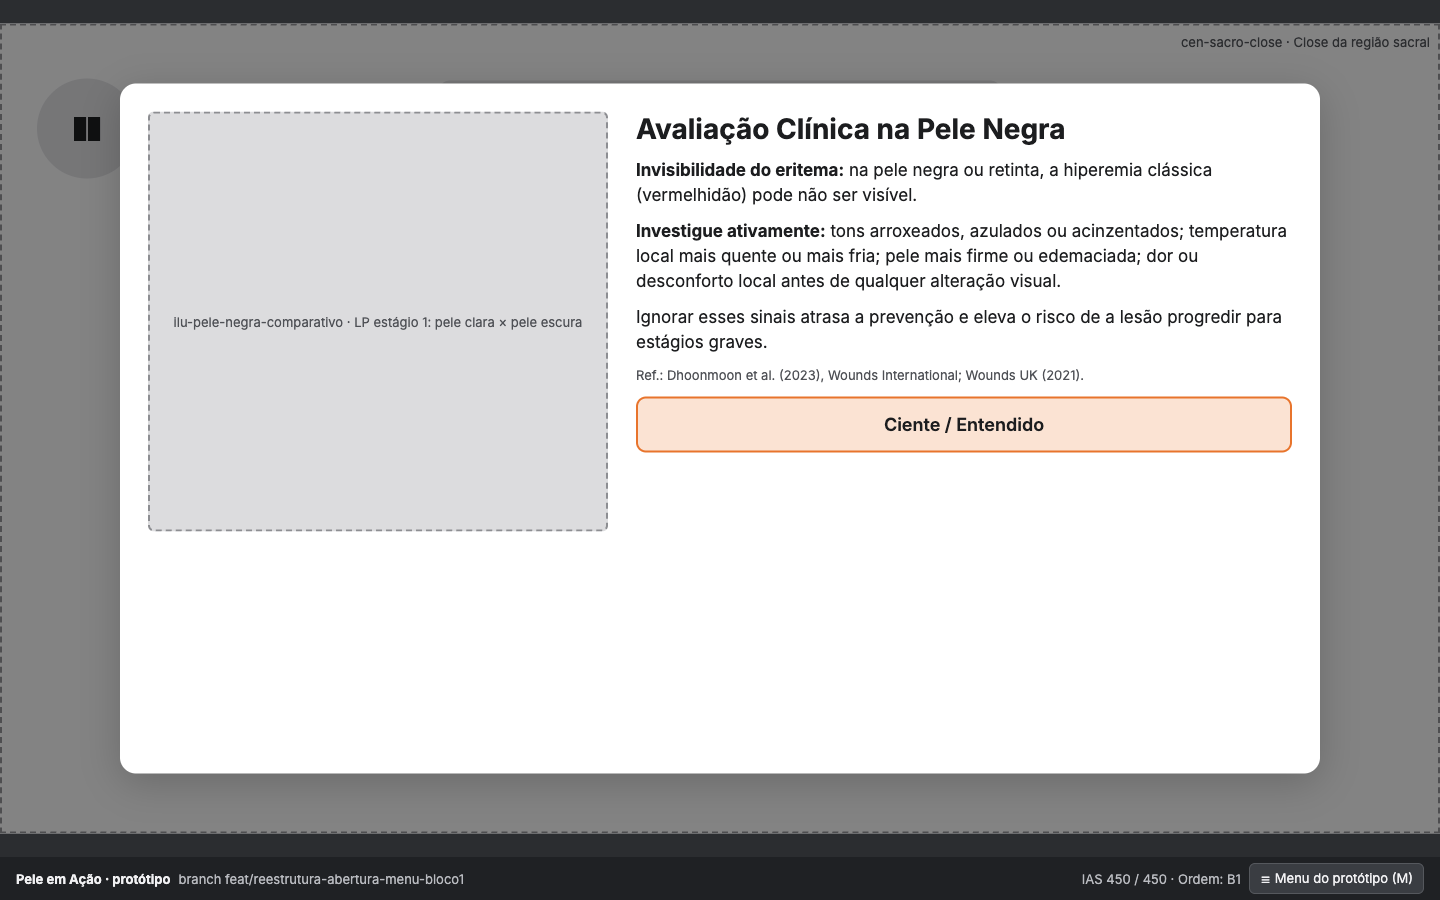 cen-sacro-close · Close da região sacral
ilu-pele-negra-comparativo · LP estágio 1: pele clara × pele escura
Avaliação Clínica na Pele Negra
Invisibilidade do eritema: na pele negra ou retinta, a hiperemia clássica
(vermelhidão) pode não ser visível.
Investigue ativamente: tons arroxeados, azulados ou acinzentados; temperatura
local mais quente ou mais fria; pele mais firme ou edemaciada; dor ou
desconforto local antes de qualquer alteração visual.
Ignorar esses sinais atrasa a prevenção e eleva o risco de a lesão progredir para
estágios graves.
Ref.: Dhoonmoon et al. (2023), Wounds International; Wounds UK (2021).
Ciente / Entendido
Pele em Ação · protótipo branch feat/reestrutura-abertura-menu-bloco1
IAS 450 / 450 · Ordem: B1 ≡ Menu do protótipo (M)